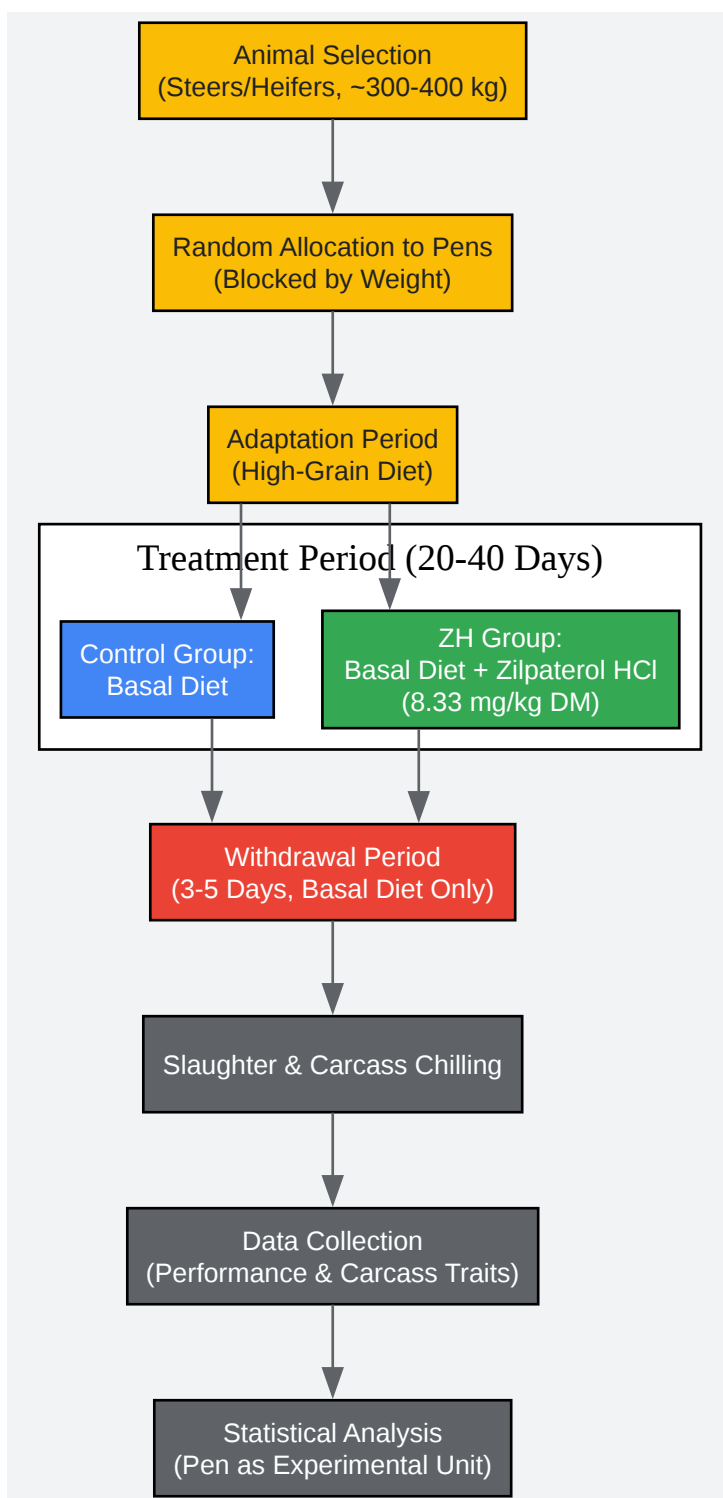 Animal Selection
(Steers/Heifers, ~300-400 kg)
Random Allocation to Pens
(Blocked by Weight)
Adaptation Period
(High-Grain Diet)
Treatment Period (20-40 Days)
Control Group:
Basal Diet
ZH Group:
Basal Diet + Zilpaterol HCl
(8.33 mg/kg DM)
Withdrawal Period
(3-5 Days, Basal Diet Only)
Slaughter & Carcass Chilling
Data Collection
(Performance & Carcass Traits)
Statistical Analysis
(Pen as Experimental Unit)